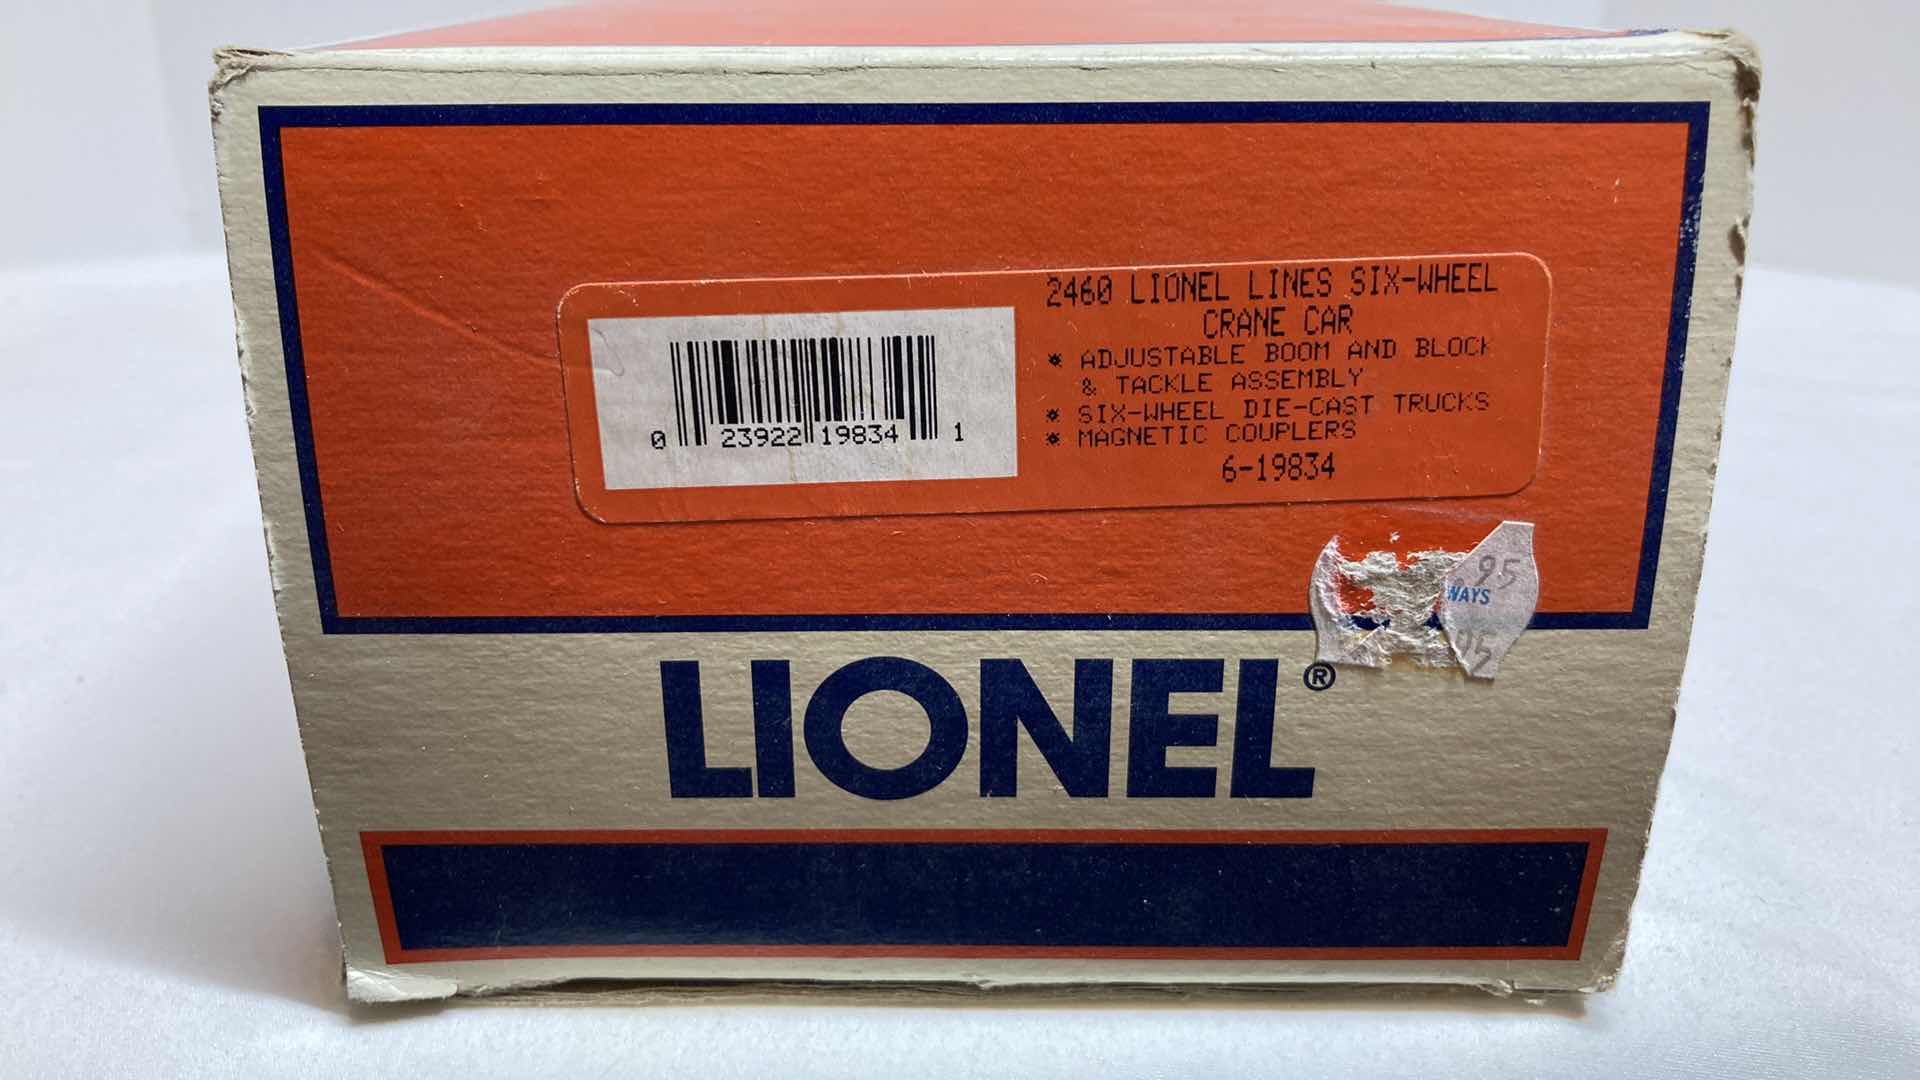 2460 LIONEL LINES SIX-WHEEL
CRANE CAR
* ADJUSTABLE BOOM AND BLOCK
& TACKLE ASSEMBLY
* SIX-WHEEL DIE-CAST TRUCKS
* MAGNETIC COUPLERS
6-19834
0 23922 19834 1
95
WAYS
95
LIONEL®